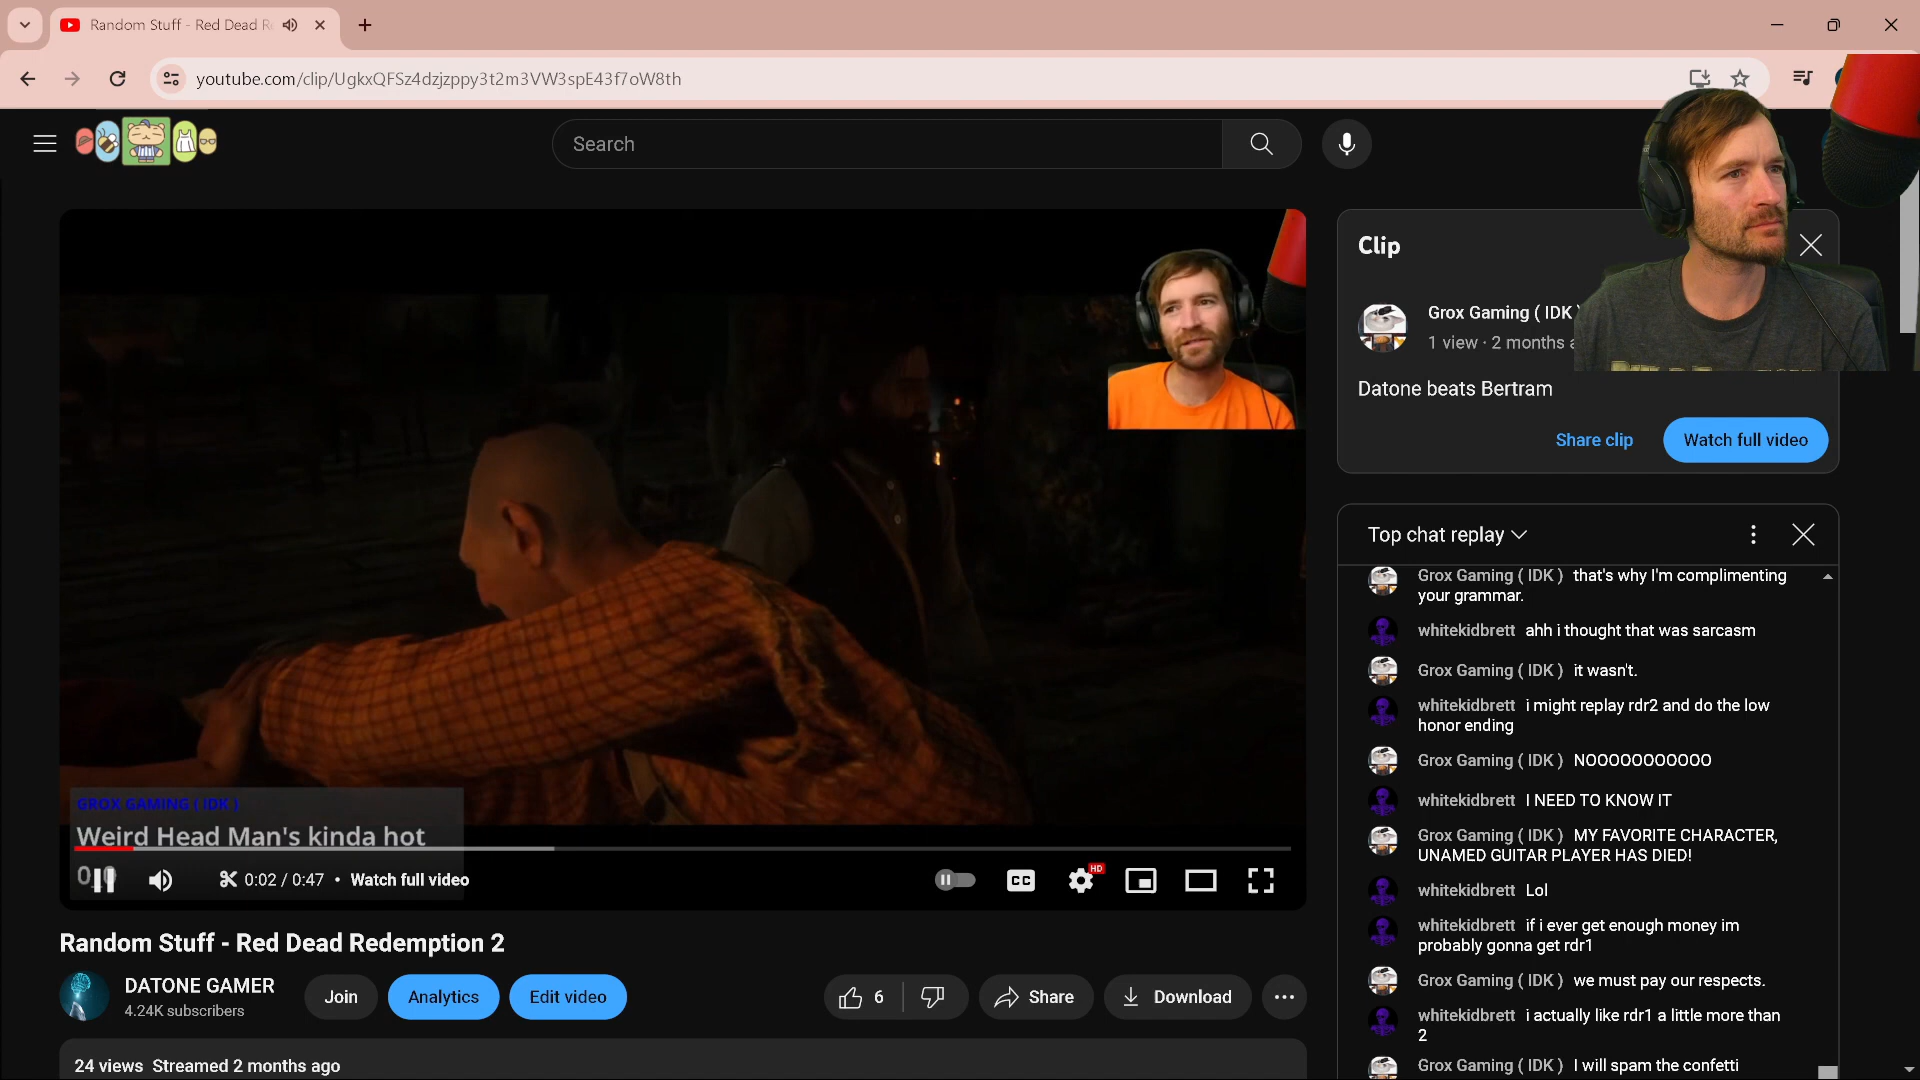 Random Stuff - Red Dead R
youtube.com/clip/UgkxQFSz4dzjzppy3t2m3VW3spE43f7oW8th
Search
Clip
Grox Gaming ( IDK )
1 view · 2 months
Datone beats Bertram
Share clip
Watch full video
Top chat replay
Grox Gaming ( IDK ) that's why I'm complimenting
your grammar.
whitekidbrett ahh i thought that was sarcasm
Grox Gaming ( IDK ) it wasn't.
whitekidbrett i might replay rdr2 and do the low
honor ending
Grox Gaming ( IDK ) NOOOOOOOOOOO
whitekidbrett I NEED TO KNOW IT
Grox Gaming ( IDK ) MY FAVORITE CHARACTER,
UNAMED GUITAR PLAYER HAS DIED!
whitekidbrett Lol
whitekidbrett if i ever get enough money im
probably gonna get rdr1
Grox Gaming ( IDK ) we must pay our respects.
whitekidbrett i actually like rdr1 a little more than
2
Grox Gaming ( IDK ) I will spam the confetti
GROX GAMING ( IDK )
Weird Head Man's kinda hot
0:02 / 0:47 • Watch full video
CC
HD
Random Stuff - Red Dead Redemption 2
DATONE GAMER
4.24K subscribers
Join
Analytics
Edit video
6
Share
Download
24 views Streamed 2 months ago